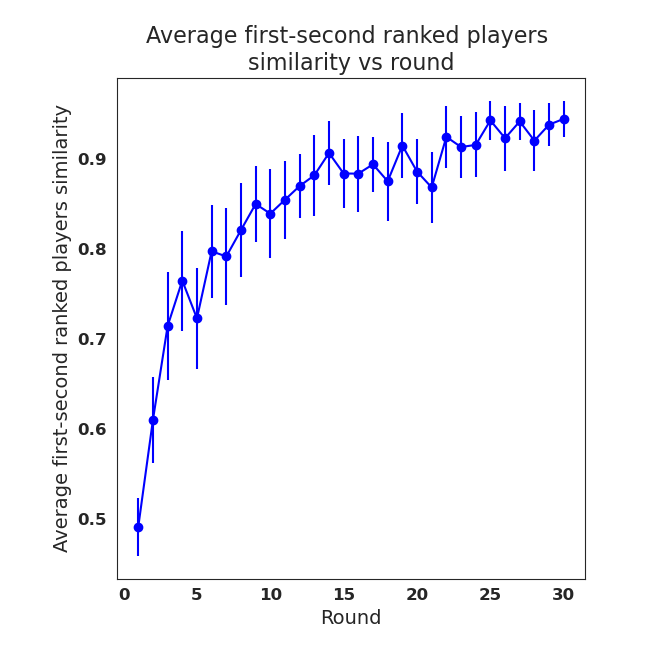 Average first-second ranked players
similarity vs round
Average first-second ranked players similarity
0.9
0.8
0.7
0.6
0.5
0 5 10 15 20 25 30
Round